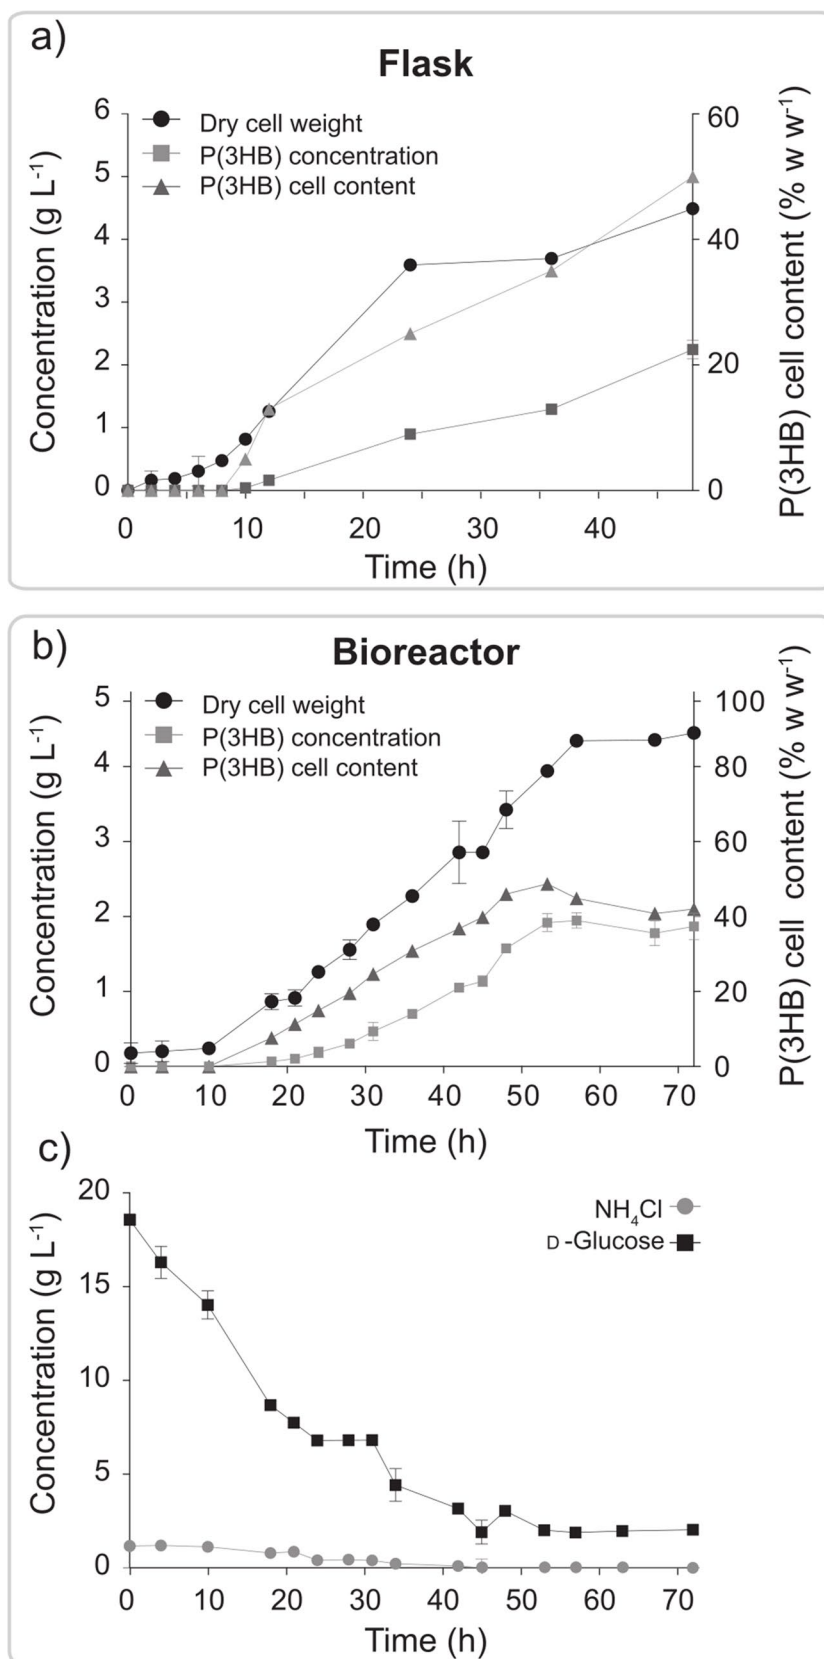 a)
Flask
Dry cell weight
P(3HB) concentration
P(3HB) cell content
Concentration (g L-1)
P(3HB) cell content (% w w-1)
6
5
4
3
2
1
0
60
40
20
0
0 10 20 30 40
Time (h)
b)
Bioreactor
Dry cell weight
P(3HB) concentration
P(3HB) cell content
Concentration (g L-1)
P(3HB) cell content (% w w-1)
5
4
3
2
1
0
100
80
60
40
20
0
0 10 20 30 40 50 60 70
Time (h)
c)
NH4Cl
D-Glucose
Concentration (g L-1)
20
15
10
5
0
0 10 20 30 40 50 60 70
Time (h)